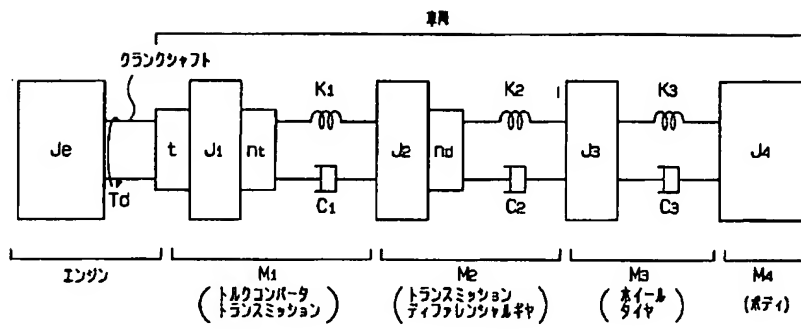 車両
クランクシャフト
K1
K2
K3
Je
t
J1
nt
J2
nd
J3
J4
Td
C1
C2
C3
エンジン
M1
(トルクコンバータ
トランスミッション)
M2
(トランスミッション
ディファレンシャルギヤ)
M3
(ホイール
タイヤ)
M4
(ボディ)